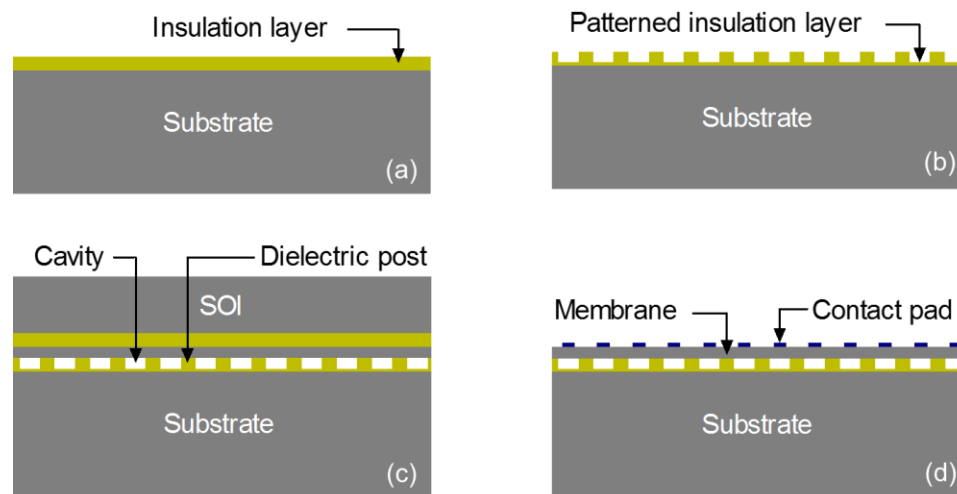 Insulation layer
Substrate
(a)
Patterned insulation layer
Substrate
(b)
Cavity
Dielectric post
SOI
Substrate
(c)
Membrane
Contact pad
Substrate
(d)